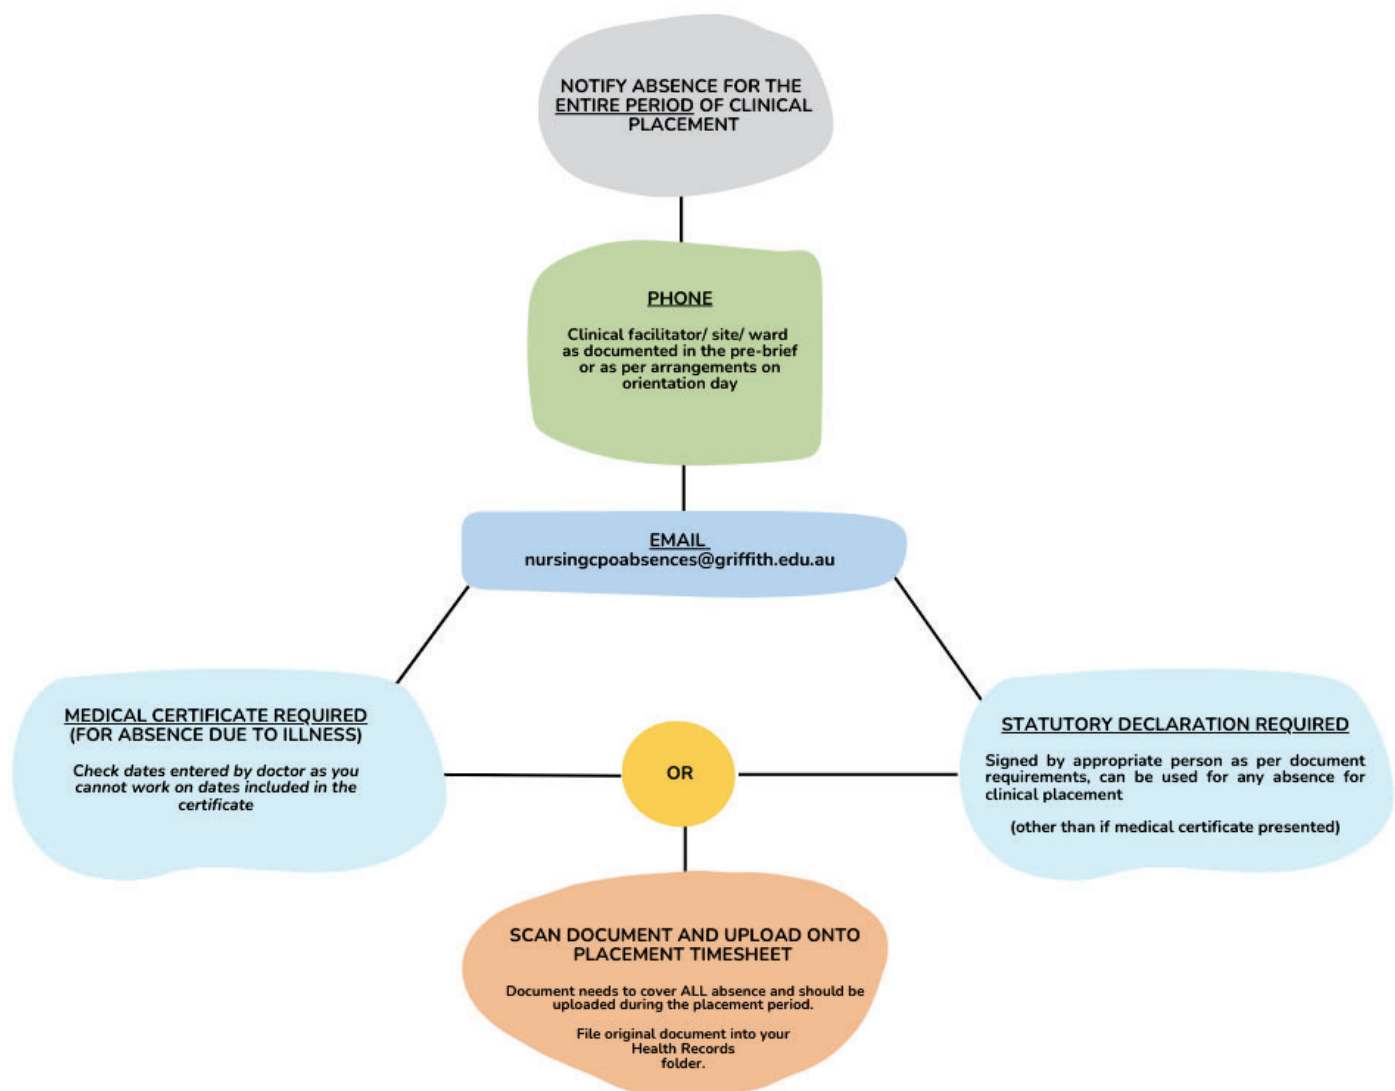 NOTIFY ABSENCE FOR THE
ENTIRE PERIOD OF CLINICAL
PLACEMENT
PHONE
Clinical facilitator/ site/ ward
as documented in the pre-brief
or as per arrangements on
orientation day
EMAIL
nursingcpoabsences@griffith.edu.au
MEDICAL CERTIFICATE REQUIRED
(FOR ABSENCE DUE TO ILLNESS)
Check dates entered by doctor as you
cannot work on dates included in the
certificate
OR
STATUTORY DECLARATION REQUIRED
Signed by appropriate person as per document
requirements, can be used for any absence for
clinical placement
(other than if medical certificate presented)
SCAN DOCUMENT AND UPLOAD ONTO
PLACEMENT TIMESHEET
Document needs to cover ALL absence and should be
uploaded during the placement period.
File original document into your
Health Records
folder.